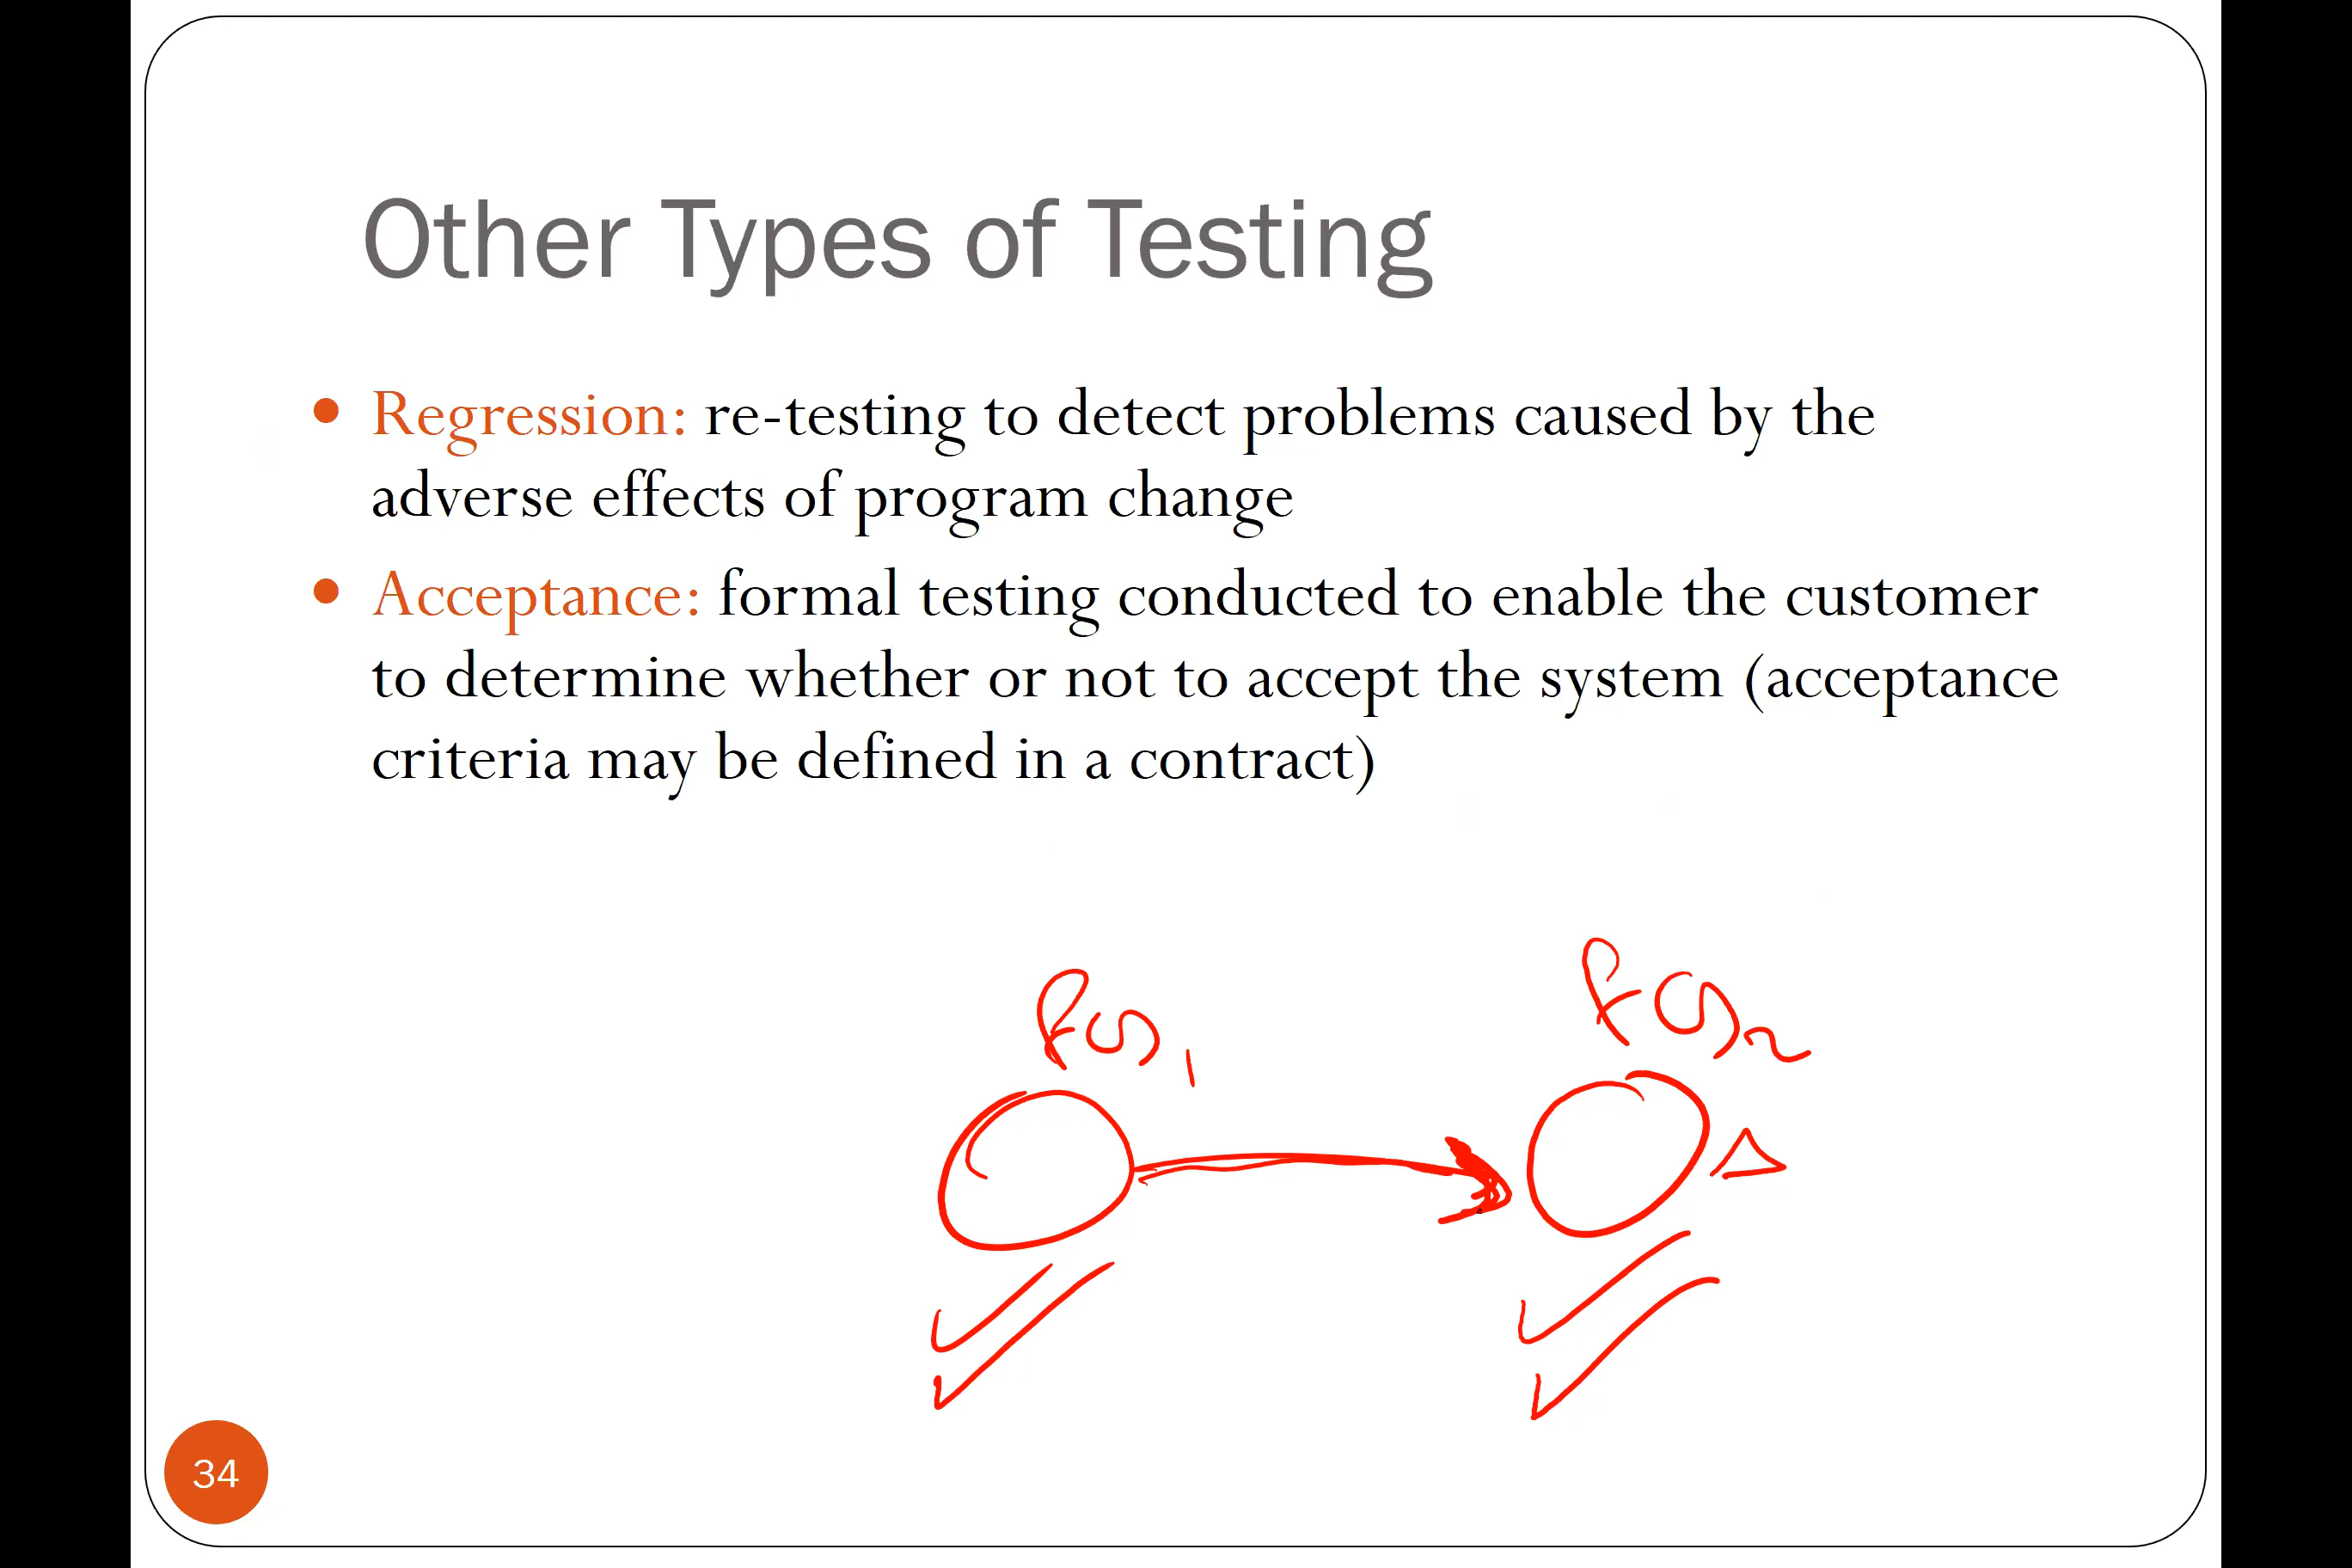 Other Types of Testing
• Regression: re-testing to detect problems caused by the
adverse effects of program change
• Acceptance: formal testing conducted to enable the customer
to determine whether or not to accept the system (acceptance
criteria may be defined in a contract)
34